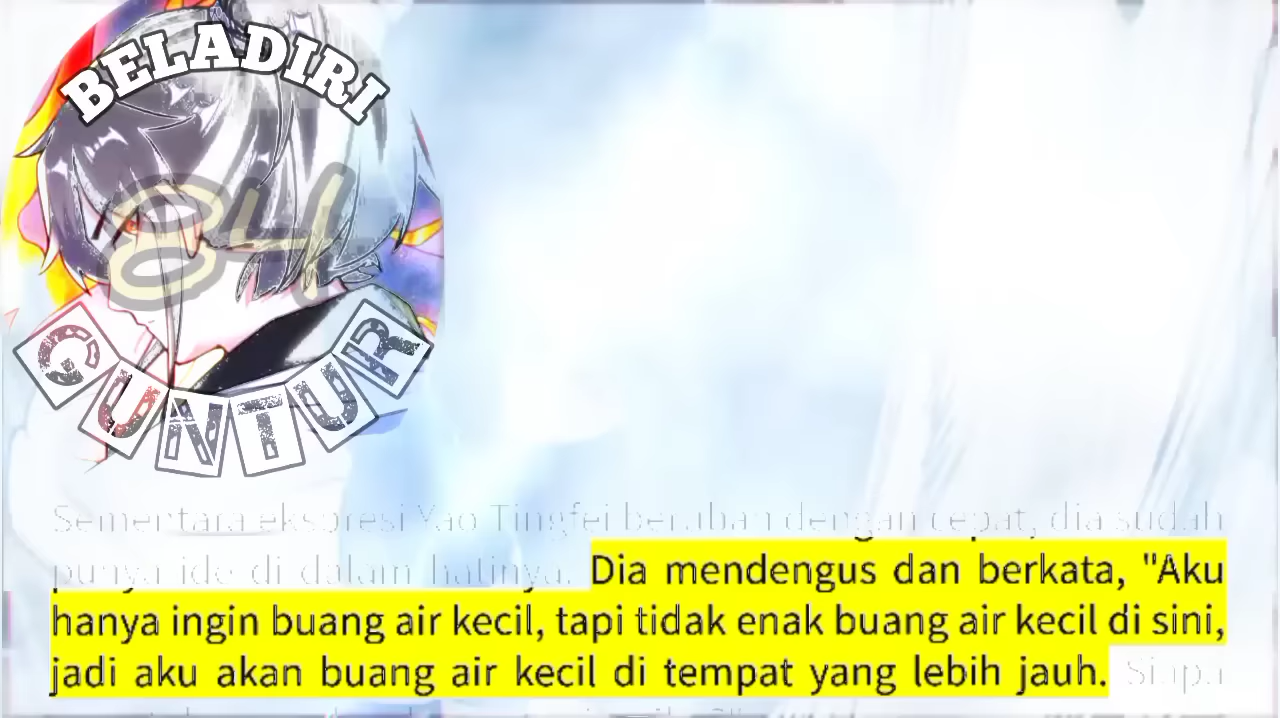 BELADIRI
84
GUNTUR
Sementara ekspresi Yao Tingfei berubah dengan cepat, dia sudah
punya ide di dalam hatinya. Dia mendengus dan berkata, "Aku
hanya ingin buang air kecil, tapi tidak enak buang air kecil di sini,
jadi aku akan buang air kecil di tempat yang lebih jauh. Siapa